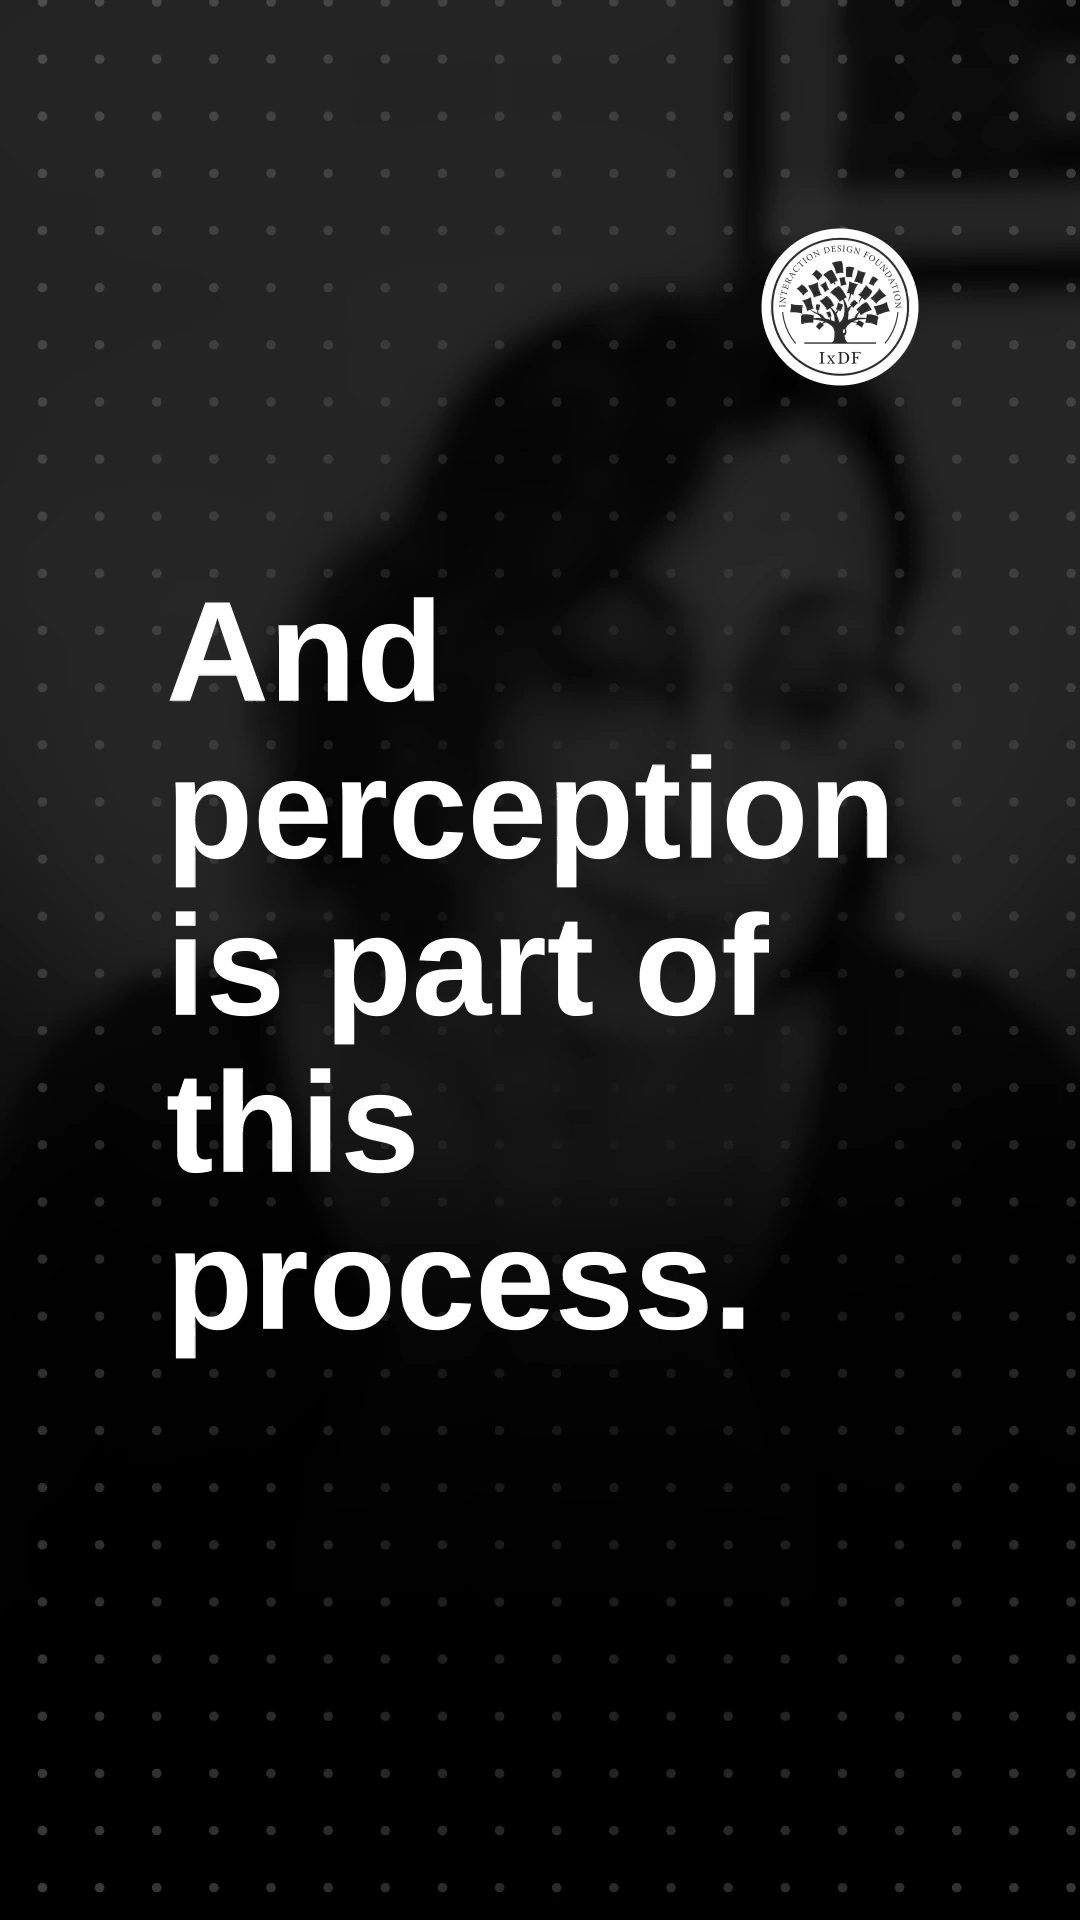 INTERACTION DESIGN FOUNDATION
IxDF
And
perception
is part of
this
process.